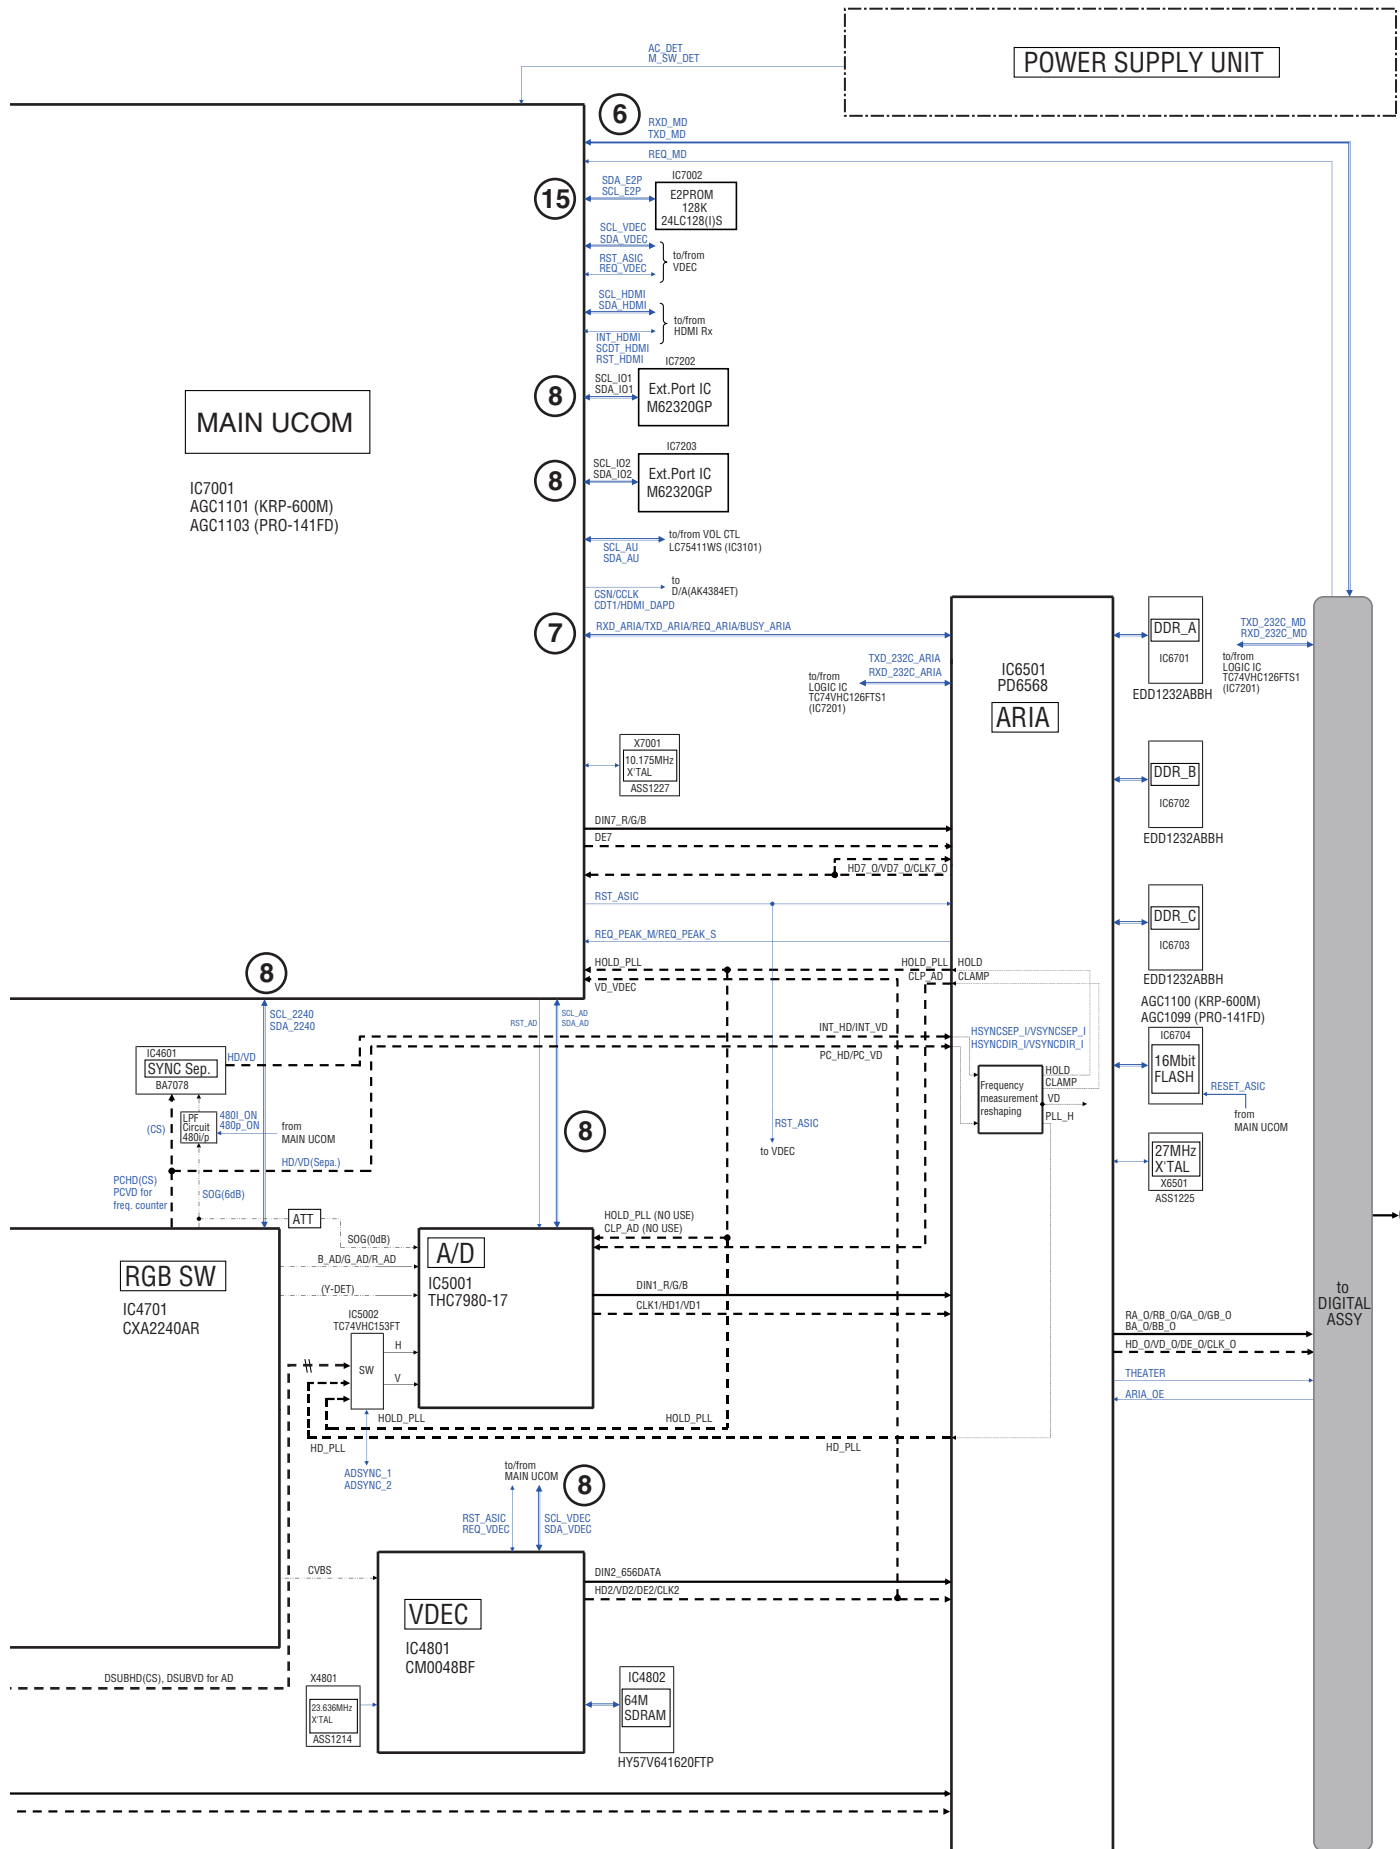 AC_DET
M_SW_DET
POWER SUPPLY UNIT
6
RXD_MD
TXD_MD
REQ_MD
15
SDA_E2P
SCL_E2P
IC7002
E2PROM
128K
24LC128(I)S
SCL_VDEC
SDA_VDEC
RST_ASIC
REQ_VDEC
to/from
VDEC
SCL_HDMI
SDA_HDMI
INT_HDMI
SCDT_HDMI
RST_HDMI
to/from
HDMI Rx
MAIN UCOM
IC7001
AGC1101 (KRP-600M)
AGC1103 (PRO-141FD)
8
SCL_IO1
SDA_IO1
IC7202
Ext.Port IC
M62320GP
8
SCL_IO2
SDA_IO2
IC7203
Ext.Port IC
M62320GP
SCL_AU
SDA_AU
to/from VOL CTL
LC75411WS (IC3101)
CSN/CCLK
CDT1/HDMI_DAPD
to
D/A(AK4384ET)
7
RXD_ARIA/TXD_ARIA/REQ_ARIA/BUSY_ARIA
TXD_232C_ARIA
RXD_232C_ARIA
to/from
LOGIC IC
TC74VHC126FTS1
(IC7201)
IC6501
PD6568
ARIA
DDR_A
IC6701
EDD1232ABBH
TXD_232C_MD
RXD_232C_MD
to/from
LOGIC IC
TC74VHC126FTS1
(IC7201)
X7001
10.175MHz
X'TAL
ASS1227
DDR_B
IC6702
EDD1232ABBH
DIN7_R/G/B
DE7
HD7_O/VD7_O/CLK7_O
RST_ASIC
REQ_PEAK_M/REQ_PEAK_S
DDR_C
IC6703
EDD1232ABBH
8
HOLD_PLL
VD_VDEC
HOLD_PLL
CLP_AD
HOLD
CLAMP
AGC1100 (KRP-600M)
AGC1099 (PRO-141FD)
IC6704
16Mbit
FLASH
RESET_ASIC
from
MAIN UCOM
SCL_2240
SDA_2240
RST_AD
SCL_AD
SDA_AD
INT_HD/INT_VD
PC_HD/PC_VD
HSYNCSEP_I/VSYNCSEP_I
HSYNCDIR_I/VSYNCDIR_I
Frequency
measurement
reshaping
HOLD
CLAMP
VD
PLL_H
IC4601
SYNC Sep.
BA7078
HD/VD
(CS)
LPF
Circuit
480i/p
480I_ON
480p_ON
from
MAIN UCOM
8
RST_ASIC
to VDEC
27MHz
X'TAL
X6501
ASS1225
HD/VD(Sepa.)
PCHD(CS)
PCVD for
freq. counter
SOG(6dB)
ATT
SOG(0dB)
B_AD/G_AD/R_AD
(Y-DET)
HOLD_PLL (NO USE)
CLP_AD (NO USE)
RGB SW
IC4701
CXA2240AR
A/D
IC5001
THC7980-17
DIN1_R/G/B
CLK1/HD1/VD1
IC5002
TC74VHC153FT
SW
H
V
HOLD_PLL
HOLD_PLL
HD_PLL
HD_PLL
ADSYNC_1
ADSYNC_2
to
DIGITAL
ASSY
RA_O/RB_O/GA_O/GB_O
BA_O/BB_O
HD_O/VD_O/DE_O/CLK_O
THEATER
ARIA_OE
to/from
MAIN UCOM
8
RST_ASIC
REQ_VDEC
SCL_VDEC
SDA_VDEC
CVBS
VDEC
IC4801
CM0048BF
DIN2_656DATA
HD2/VD2/DE2/CLK2
DSUBHD(CS), DSUBVD for AD
X4801
23.636MHz
X'TAL
ASS1214
IC4802
64M
SDRAM
HY57V641620FTP